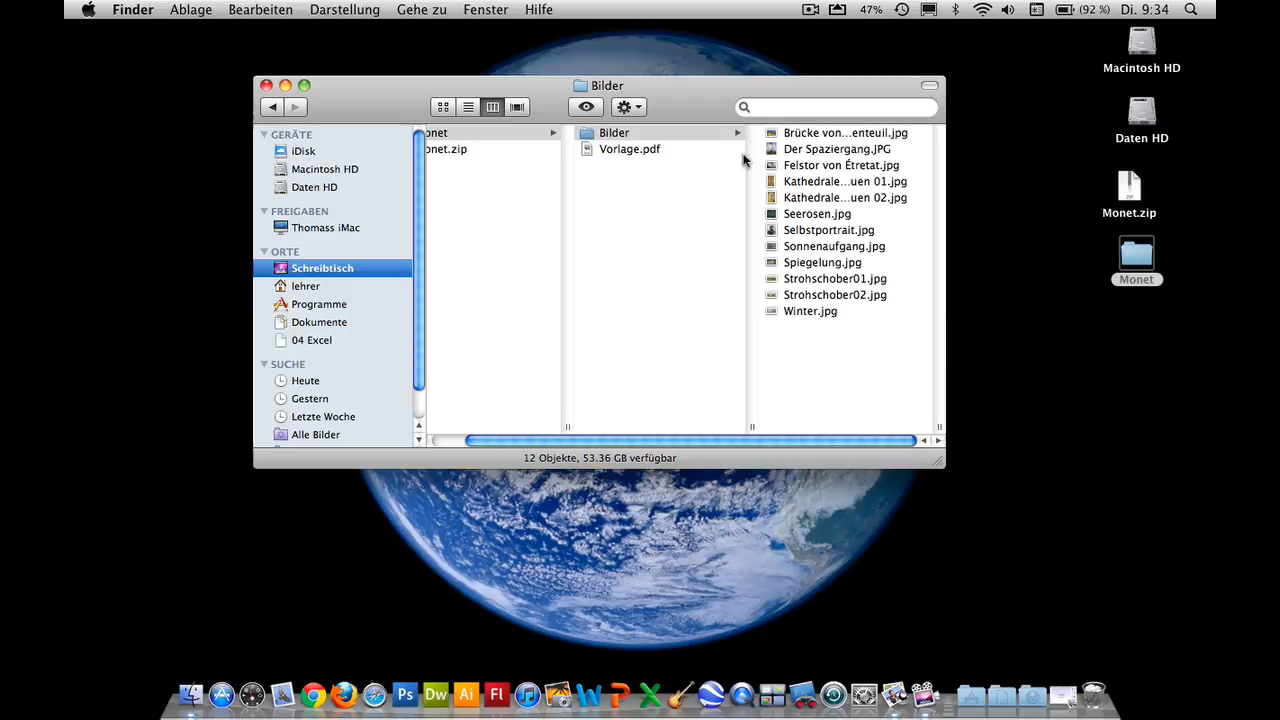 Finder Ablage Bearbeiten Darstellung Gehe zu Fenster Hilfe 47% (92 %) Di. 9:34
Bilder
GERÄTE
iDisk
Macintosh HD
Daten HD
FREIGABEN
Thomass iMac
ORTE
Schreibtisch
lehrer
Programme
Dokumente
04 Excel
SUCHE
Heute
Gestern
Letzte Woche
Alle Bilder
onet
onet.zip
Bilder
Vorlage.pdf
Brücke von...enteuil.jpg
Der Spaziergang.JPG
Felstor von Étretat.jpg
Kathedrale...uen 01.jpg
Kathedrale...uen 02.jpg
Seerosen.jpg
Selbstportrait.jpg
Sonnenaufgang.jpg
Spiegelung.jpg
Strohschober01.jpg
Strohschober02.jpg
Winter.jpg
12 Objekte, 53.36 GB verfügbar
Macintosh HD
Daten HD
ZIP
Monet.zip
Monet
Ps Dw Ai Fl